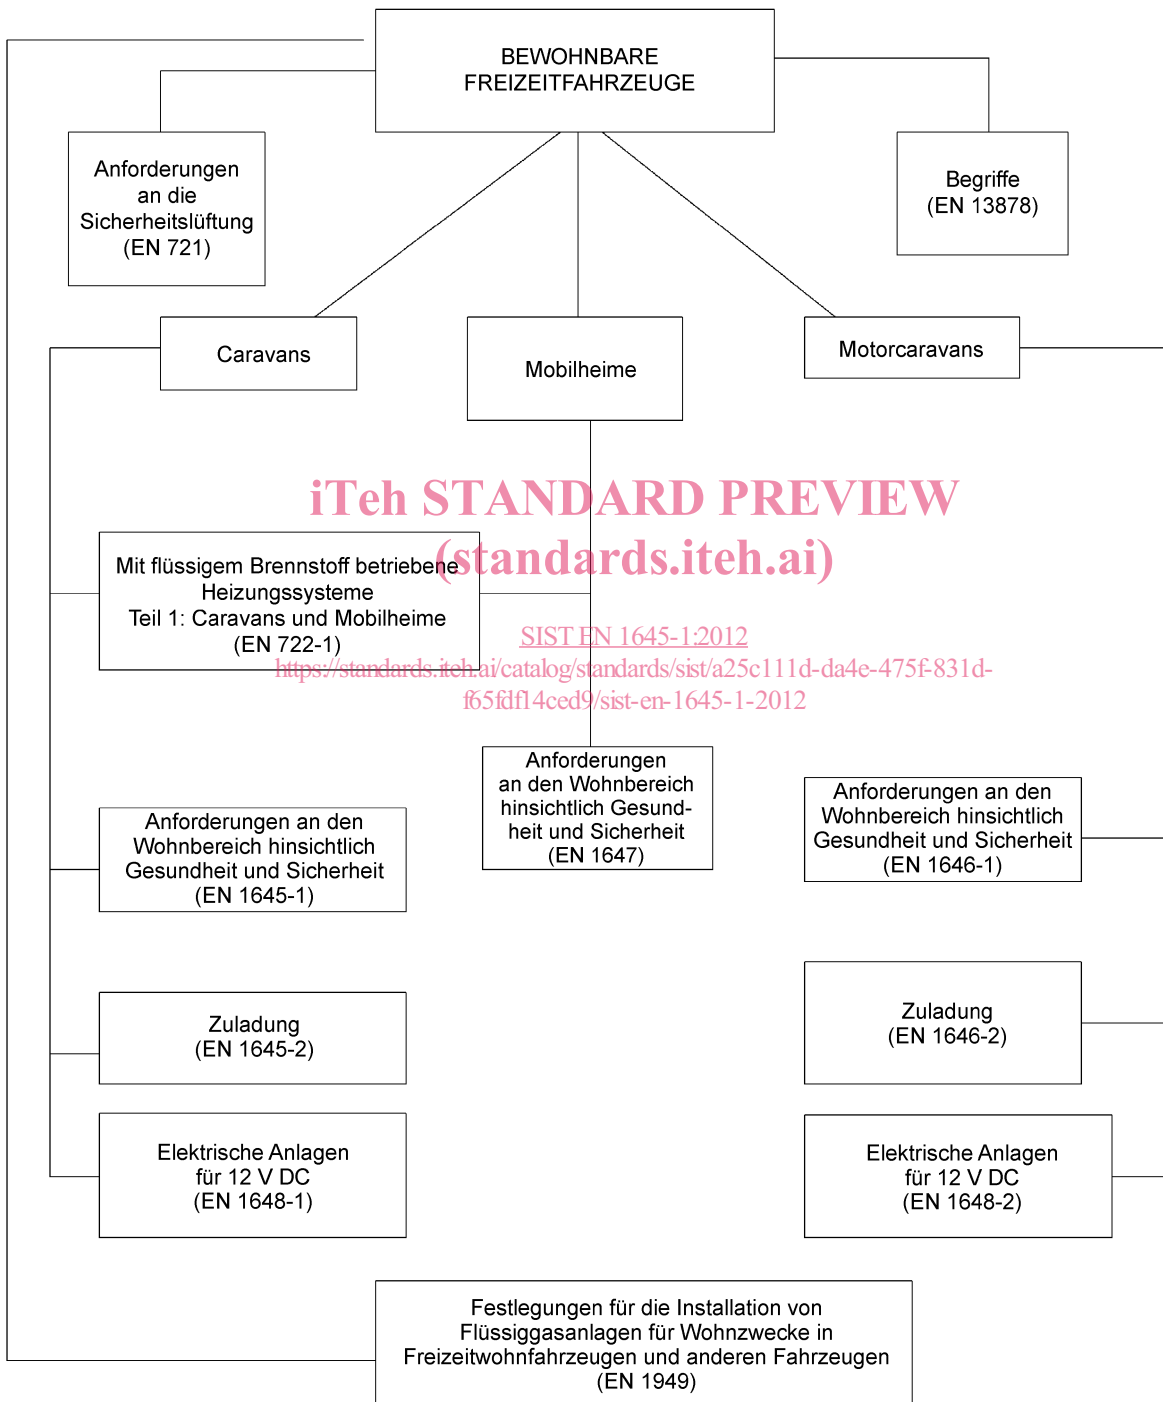 BEWOHNBARE
FREIZEITFAHRZEUGE
Anforderungen
an die
Sicherheitslüftung
(EN 721)
Begriffe
(EN 13878)
Caravans
Mobilheime
Motorcaravans
iTeh STANDARD PREVIEW
(standards.iteh.ai)
Mit flüssigem Brennstoff betriebene
Heizungssysteme
Teil 1: Caravans und Mobilheime
(EN 722-1)
SIST EN 1645-1:2012
https://standards.iteh.ai/catalog/standards/sist/a25c111d-da4e-475f-831d-
f65fdf14ced9/sist-en-1645-1-2012
Anforderungen
an den Wohnbereich
hinsichtlich Gesund-
heit und Sicherheit
(EN 1647)
Anforderungen an den
Wohnbereich hinsichtlich
Gesundheit und Sicherheit
(EN 1646-1)
Anforderungen an den
Wohnbereich hinsichtlich
Gesundheit und Sicherheit
(EN 1645-1)
Zuladung
(EN 1645-2)
Zuladung
(EN 1646-2)
Elektrische Anlagen
für 12 V DC
(EN 1648-1)
Elektrische Anlagen
für 12 V DC
(EN 1648-2)
Festlegungen für die Installation von
Flüssiggasanlagen für Wohnzwecke in
Freizeitwohnfahrzeugen und anderen Fahrzeugen
(EN 1949)